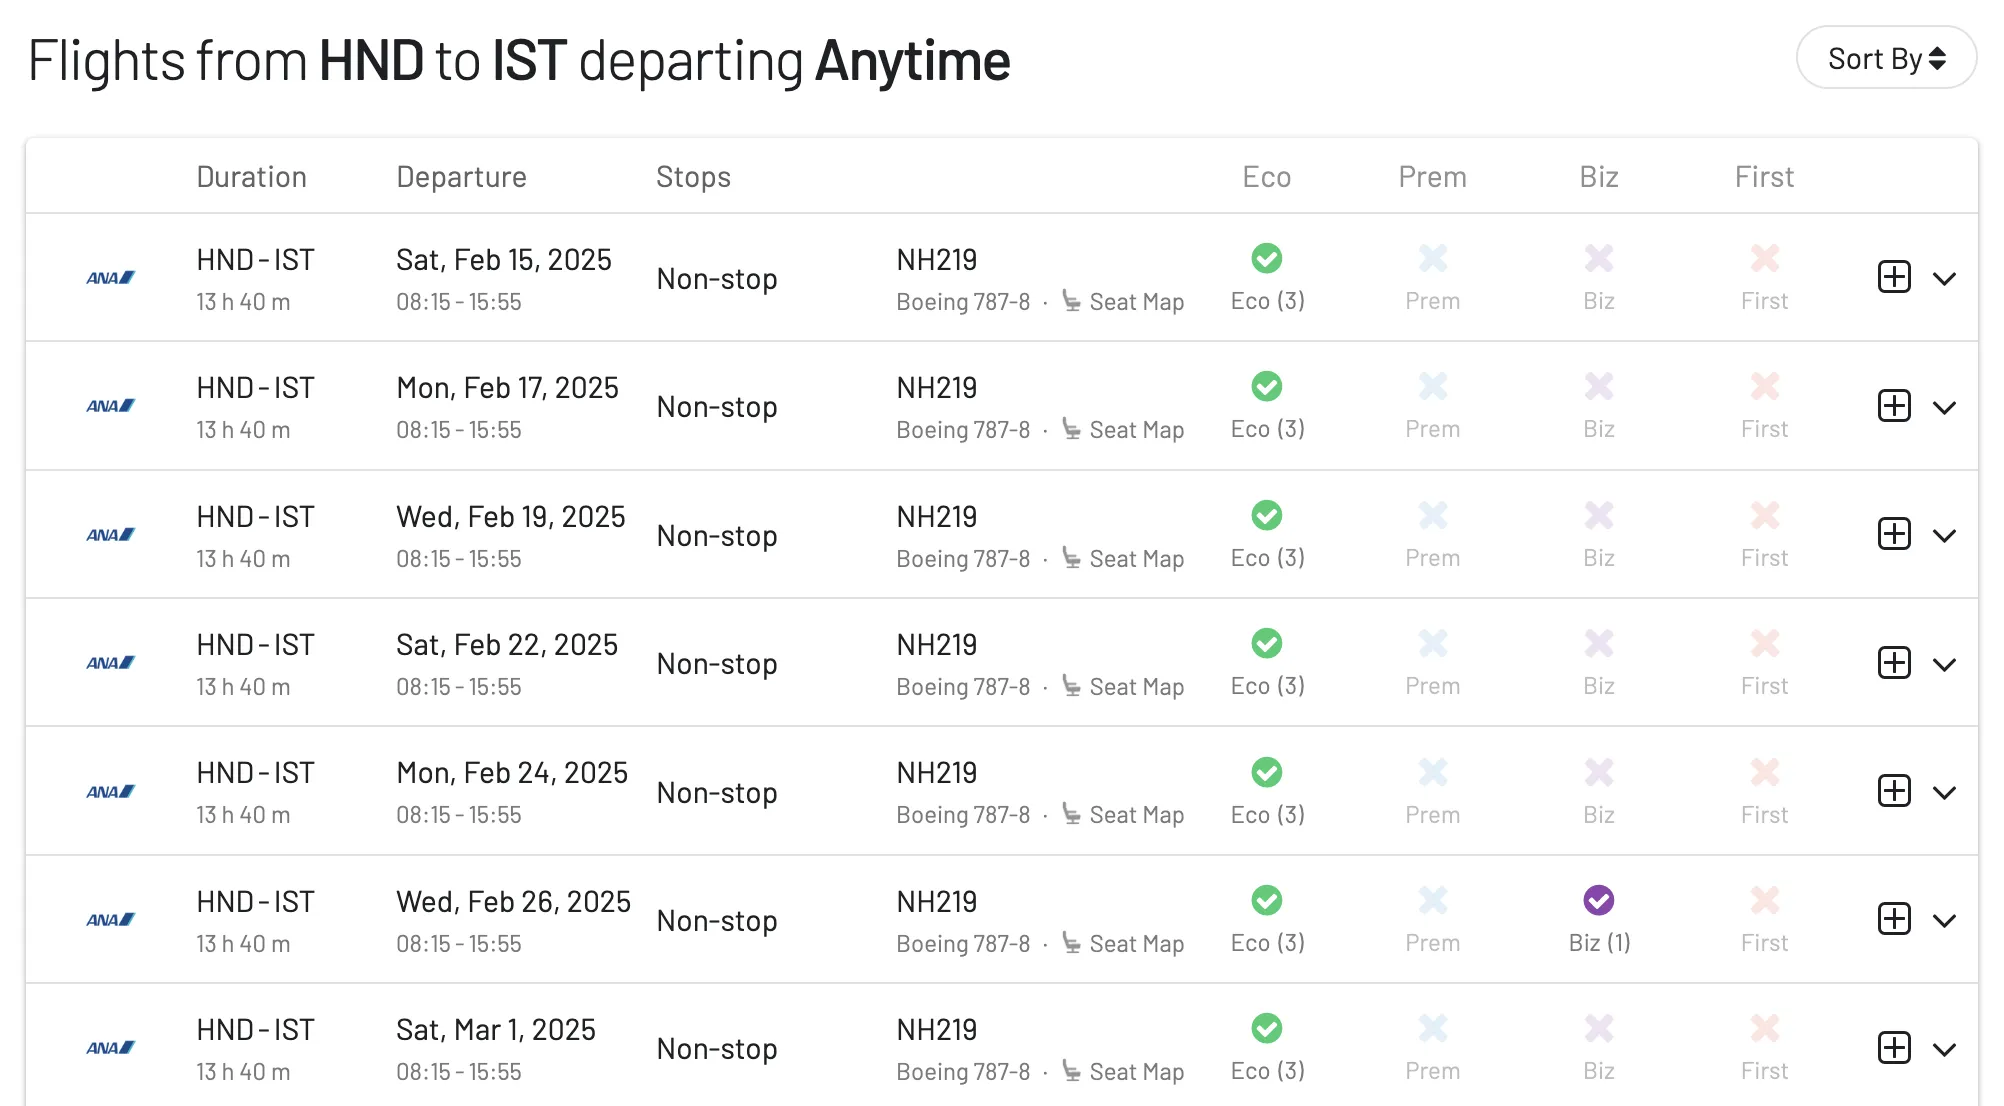 Flights from HND to IST departing Anytime
Sort By
Duration Departure Stops Eco Prem Biz First
ANA HND - IST Sat, Feb 15, 2025 Non-stop NH219
13 h 40 m 08:15 - 15:55 Boeing 787-8 · Seat Map Eco (3) Prem Biz First
ANA HND - IST Mon, Feb 17, 2025 Non-stop NH219
13 h 40 m 08:15 - 15:55 Boeing 787-8 · Seat Map Eco (3) Prem Biz First
ANA HND - IST Wed, Feb 19, 2025 Non-stop NH219
13 h 40 m 08:15 - 15:55 Boeing 787-8 · Seat Map Eco (3) Prem Biz First
ANA HND - IST Sat, Feb 22, 2025 Non-stop NH219
13 h 40 m 08:15 - 15:55 Boeing 787-8 · Seat Map Eco (3) Prem Biz First
ANA HND - IST Mon, Feb 24, 2025 Non-stop NH219
13 h 40 m 08:15 - 15:55 Boeing 787-8 · Seat Map Eco (3) Prem Biz First
ANA HND - IST Wed, Feb 26, 2025 Non-stop NH219
13 h 40 m 08:15 - 15:55 Boeing 787-8 · Seat Map Eco (3) Prem Biz (1) First
ANA HND - IST Sat, Mar 1, 2025 Non-stop NH219
13 h 40 m 08:15 - 15:55 Boeing 787-8 · Seat Map Eco (3) Prem Biz First